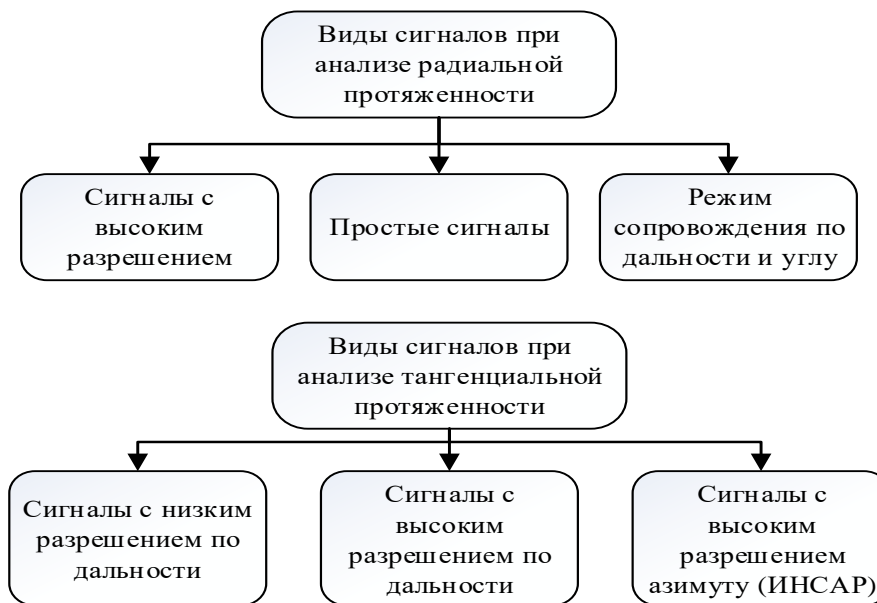 Виды сигналов при
анализе радиальной
протяженности
Сигналы с
высоким
разрешением
Простые сигналы
Режим
сопровождения по
дальности и углу
Виды сигналов при
анализе тангенциальной
протяженности
Сигналы с низким
разрешением по
дальности
Сигналы с
высоким
разрешением по
дальности
Сигналы с
высоким
разрешением
азимуту (ИНСАР)